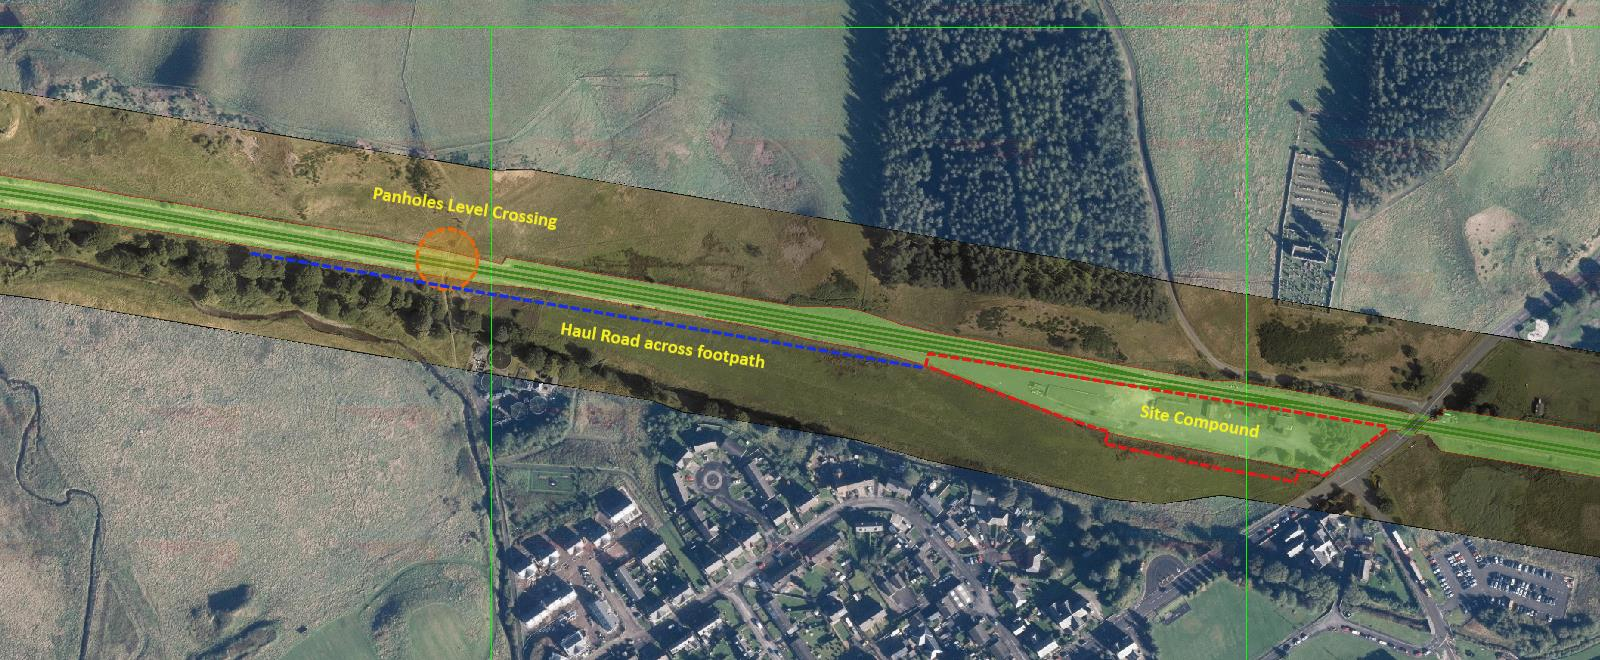 Panholes Level Crossing
Haul Road across footpath
Site Compound